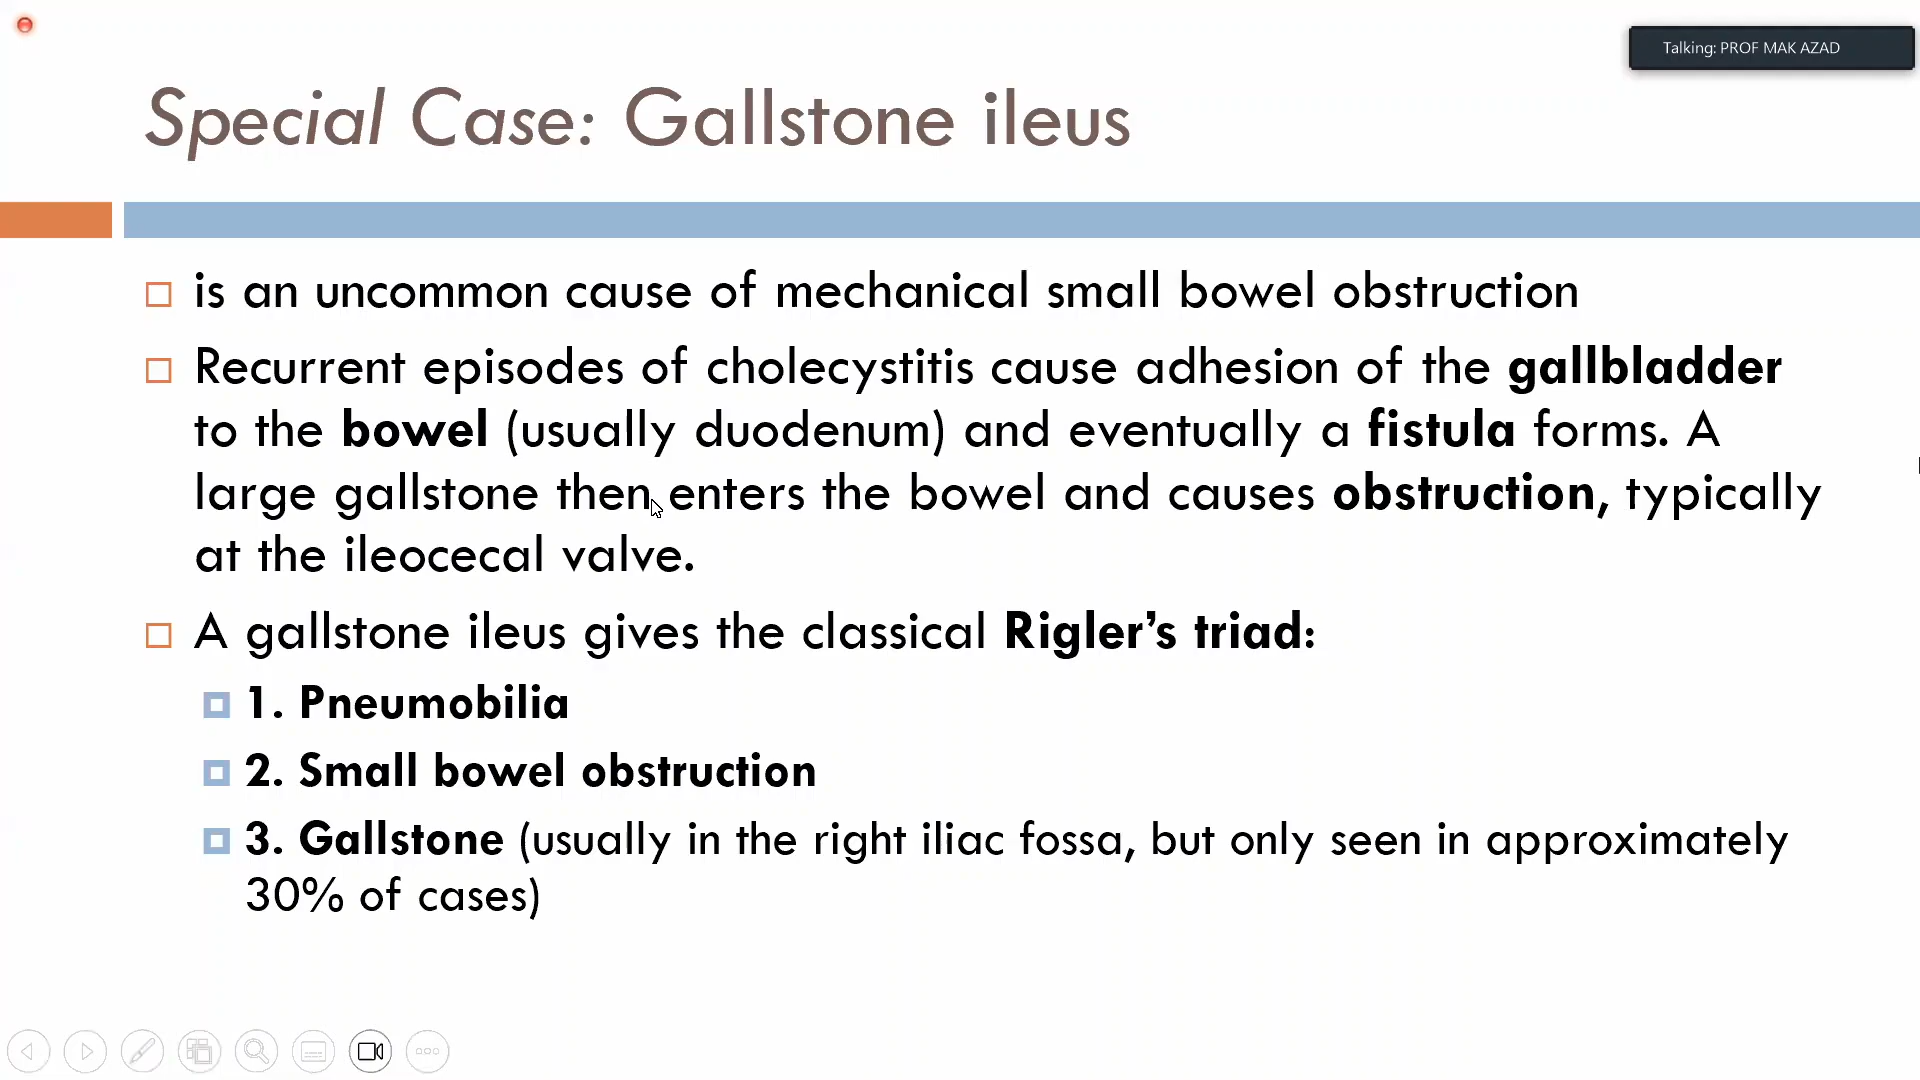 Talking: PROF MAK AZAD
Special Case: Gallstone ileus
is an uncommon cause of mechanical small bowel obstruction
Recurrent episodes of cholecystitis cause adhesion of the gallbladder
to the bowel (usually duodenum) and eventually a fistula forms. A
large gallstone then enters the bowel and causes obstruction, typically
at the ileocecal valve.
A gallstone ileus gives the classical Rigler’s triad:
1. Pneumobilia
2. Small bowel obstruction
3. Gallstone (usually in the right iliac fossa, but only seen in approximately
30% of cases)